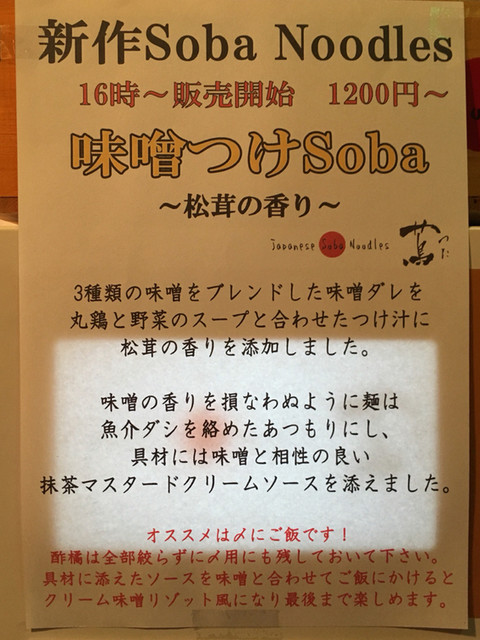 新作Soba Noodles
16時～販売開始　1200円～
味噌つけSoba
～松茸の香り～
Japanese Soba Noodles 蔦 つた
3種類の味噌をブレンドした味噌ダレを
丸鶏と野菜のスープと合わせたつけ汁に
松茸の香りを添加しました。
味噌の香りを損なわぬように麺は
魚介ダシを絡めたあつもりにし、
具材には味噌と相性の良い
抹茶マスタードクリームソースを添えました。
オススメは〆にご飯です！
酢橘は全部絞らずに〆用にも残しておいて下さい。
具材に添えたソースを味噌と合わせてご飯にかけると
クリーム味噌リゾット風になり最後まで楽しめます。